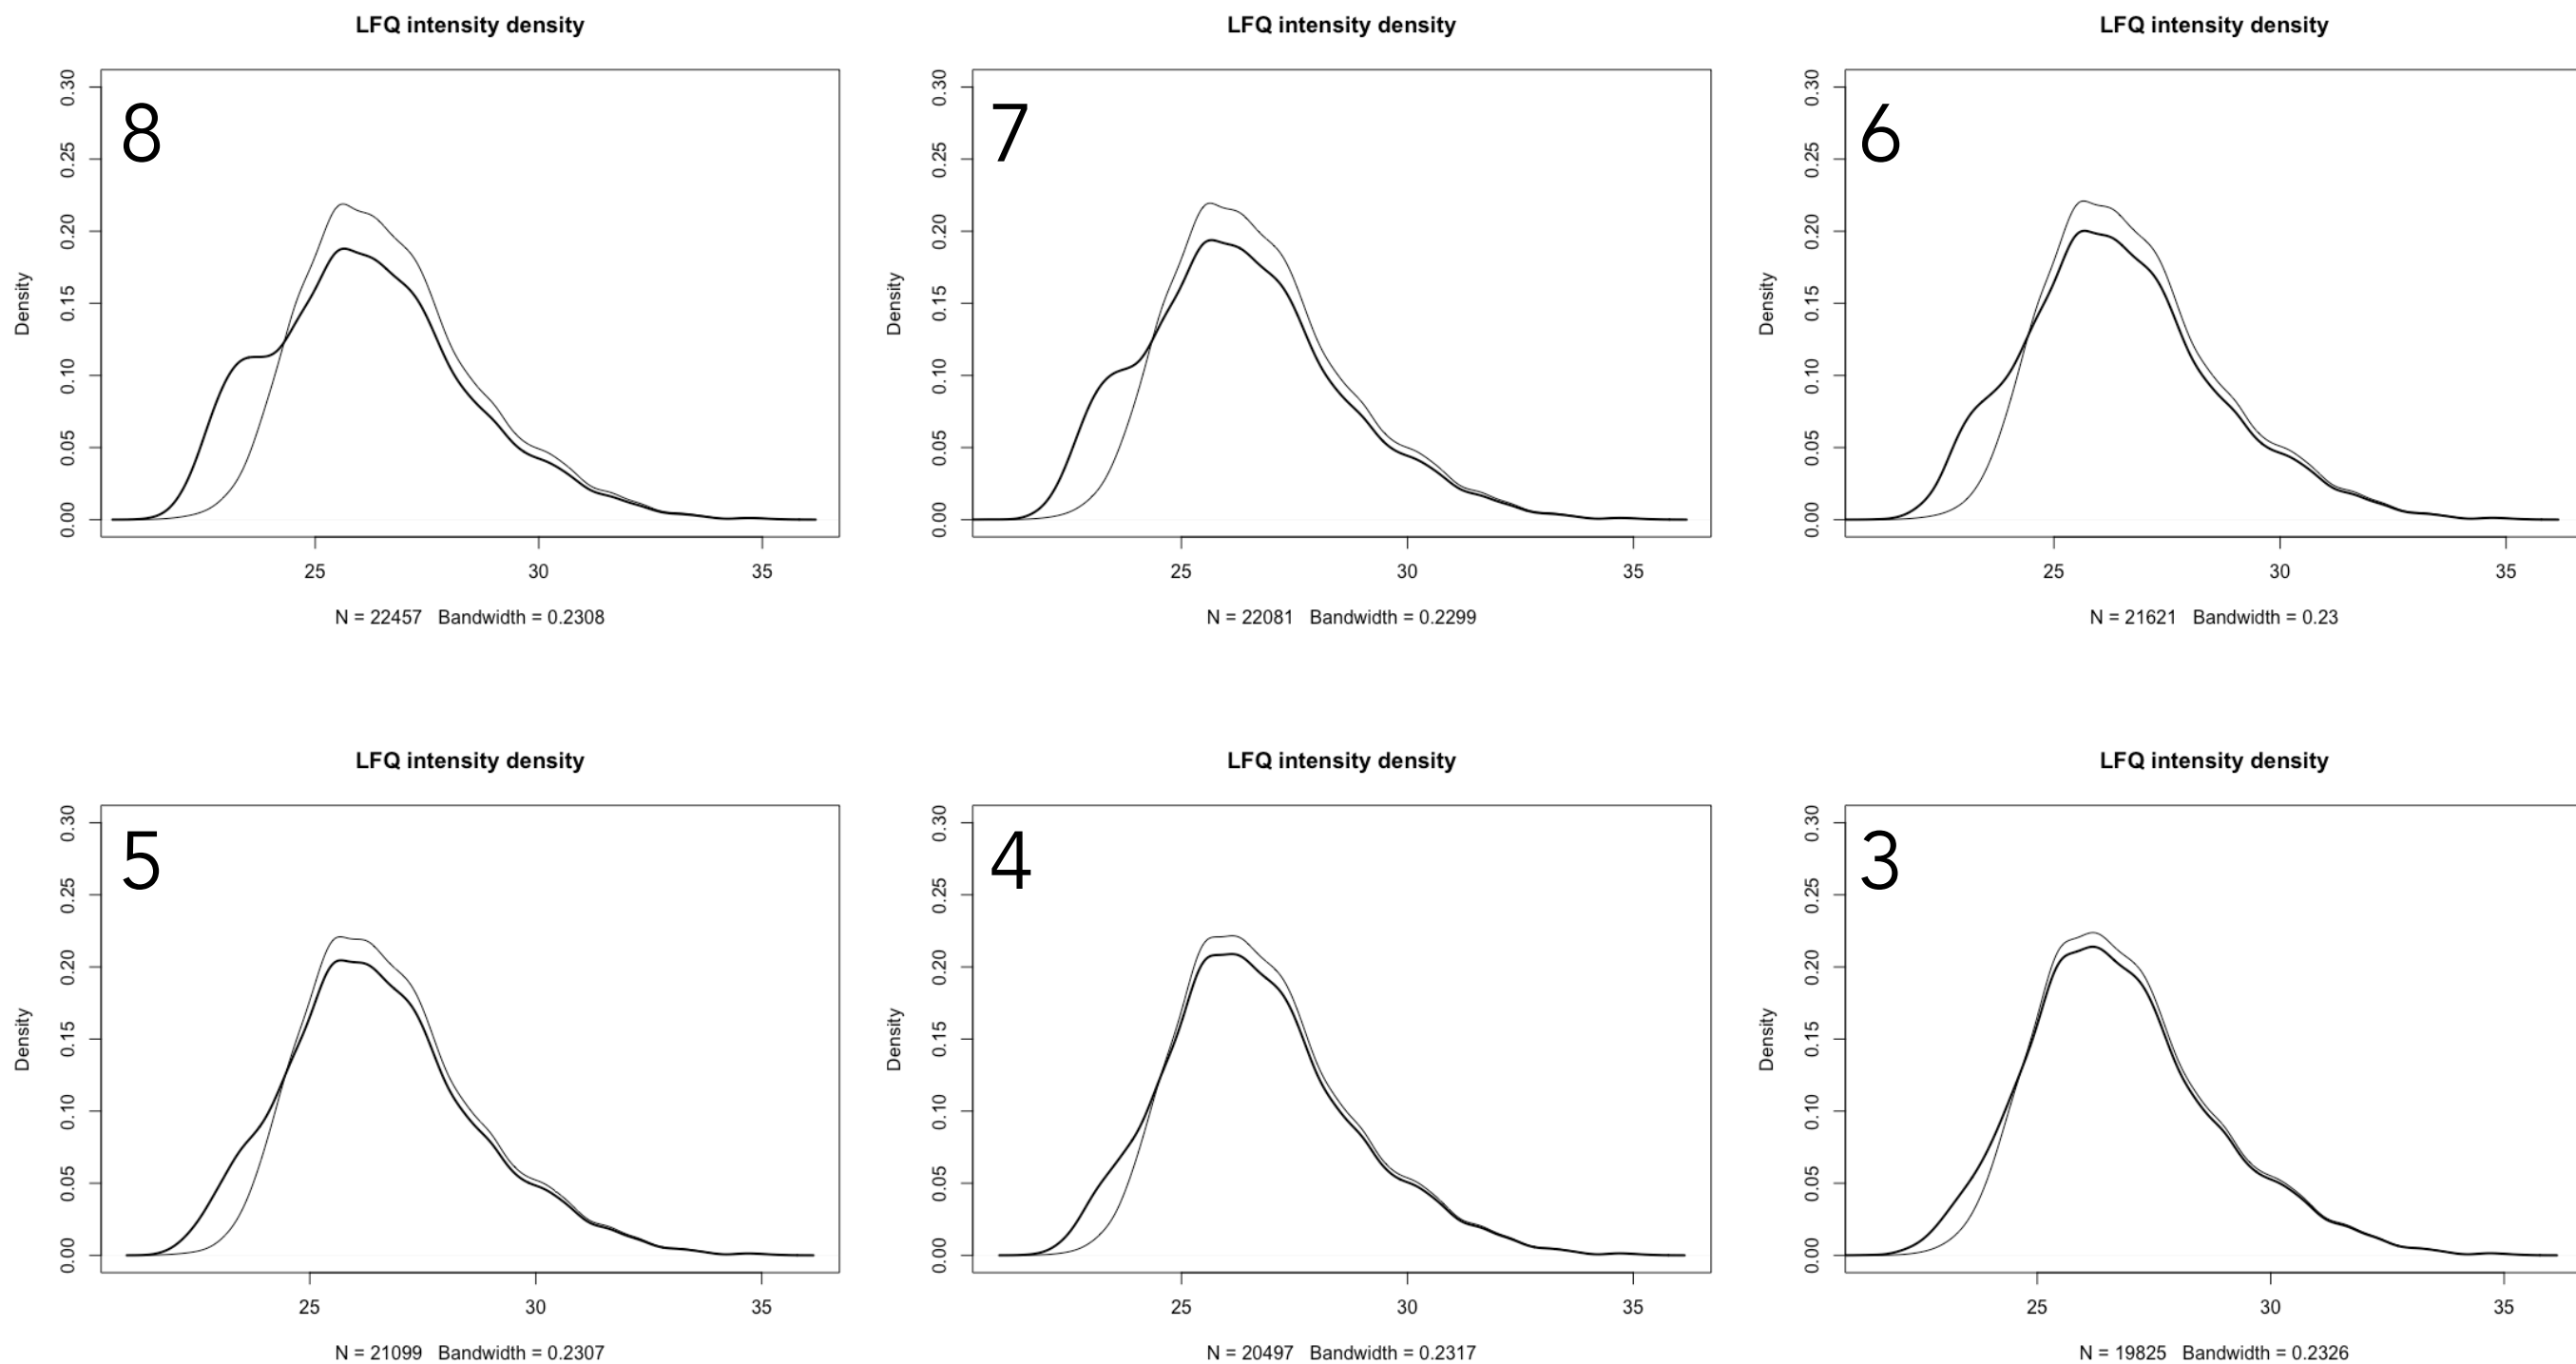 LFQ intensity density
8
Density
0.00 0.05 0.10 0.15 0.20 0.25 0.30
25 30 35
N = 22457 Bandwidth = 0.2308
LFQ intensity density
7
Density
0.00 0.05 0.10 0.15 0.20 0.25 0.30
25 30 35
N = 22081 Bandwidth = 0.2299
LFQ intensity density
6
Density
0.00 0.05 0.10 0.15 0.20 0.25 0.30
25 30 35
N = 21621 Bandwidth = 0.23
LFQ intensity density
5
Density
0.00 0.05 0.10 0.15 0.20 0.25 0.30
25 30 35
N = 21099 Bandwidth = 0.2307
LFQ intensity density
4
Density
0.00 0.05 0.10 0.15 0.20 0.25 0.30
25 30 35
N = 20497 Bandwidth = 0.2317
LFQ intensity density
3
Density
0.00 0.05 0.10 0.15 0.20 0.25 0.30
25 30 35
N = 19825 Bandwidth = 0.2326